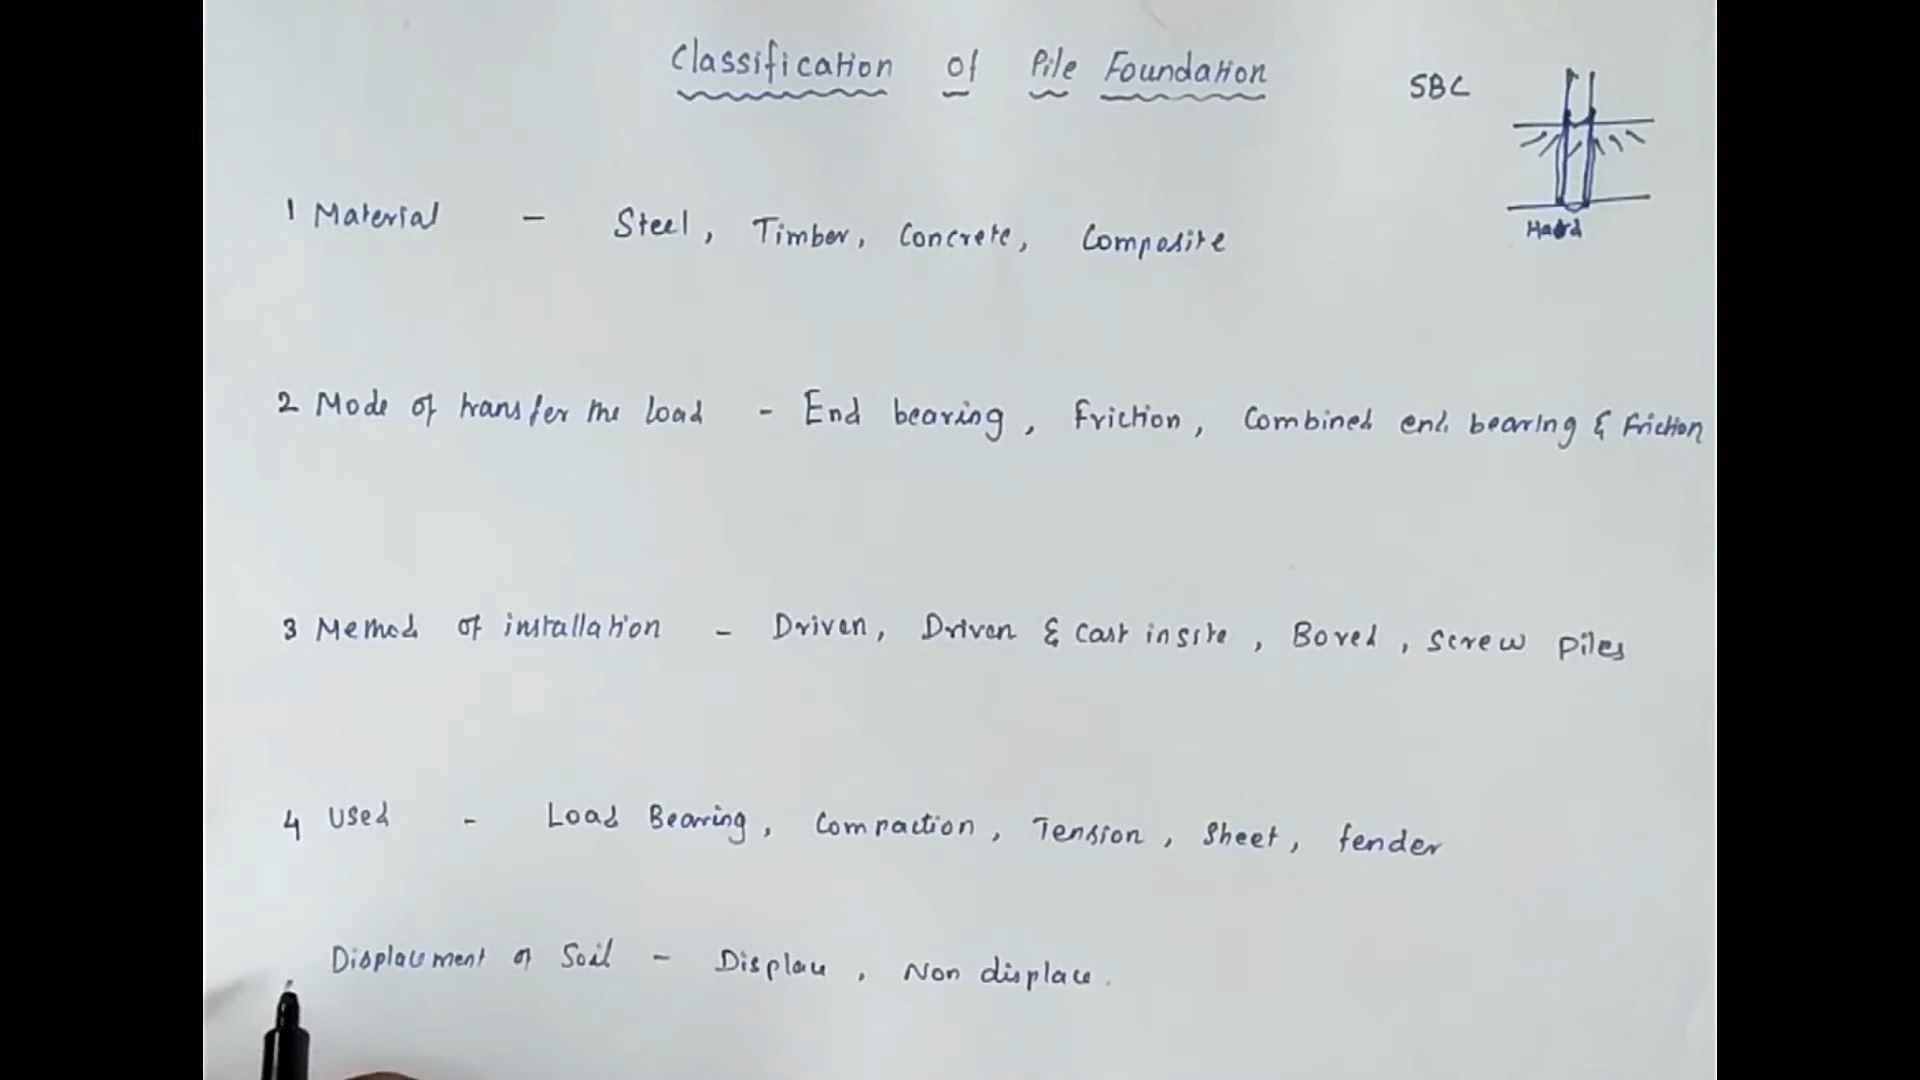 Classification of Pile Foundation
SBC
Hard
1 Material - Steel, Timber, Concrete, Composite
2 Mode of transfer the load - End bearing, Friction, Combined end bearing & Friction
3 Method of installation - Driven, Driven & Cast insite, Bored, Screw Piles
4 Used - Load Bearing, Compaction, Tension, Sheet, fender
Displacment of Soil - Displace, Non displace.